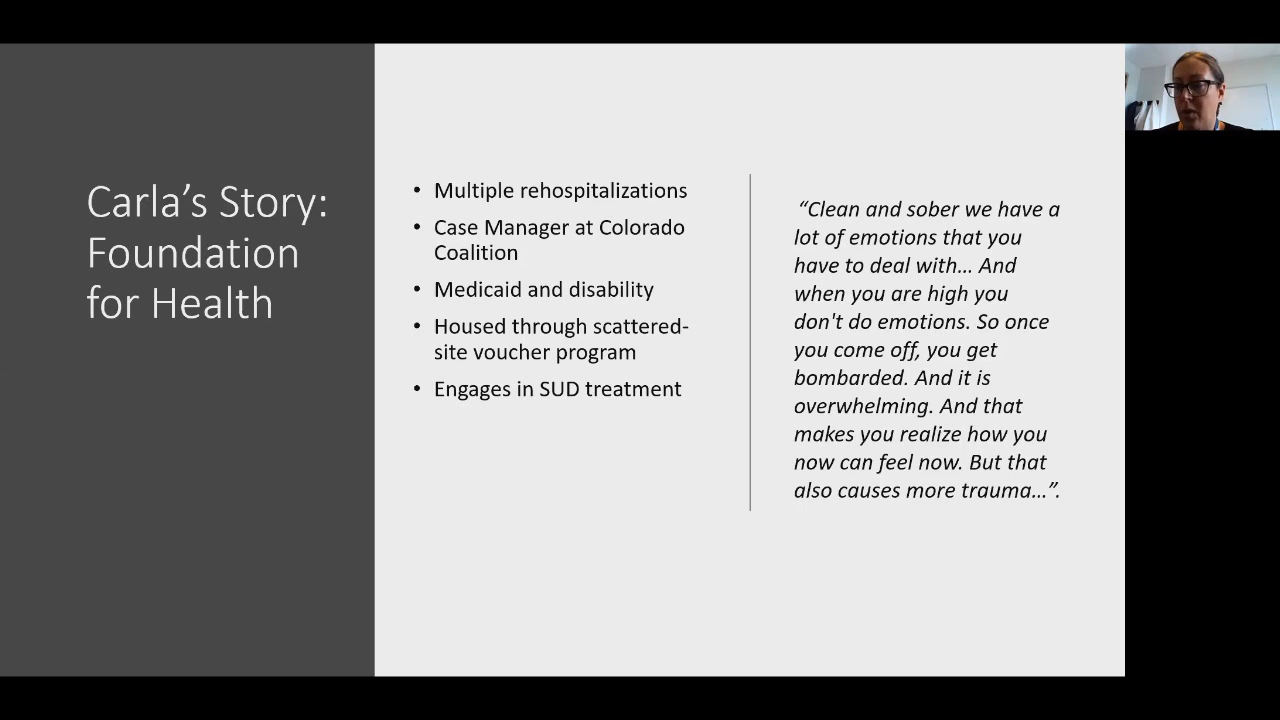 Carla’s Story:
Foundation
for Health
• Multiple rehospitalizations
• Case Manager at Colorado
Coalition
• Medicaid and disability
• Housed through scattered-
site voucher program
• Engages in SUD treatment
“Clean and sober we have a
lot of emotions that you
have to deal with... And
when you are high you
don't do emotions. So once
you come off, you get
bombarded. And it is
overwhelming. And that
makes you realize how you
now can feel now. But that
also causes more trauma...”.